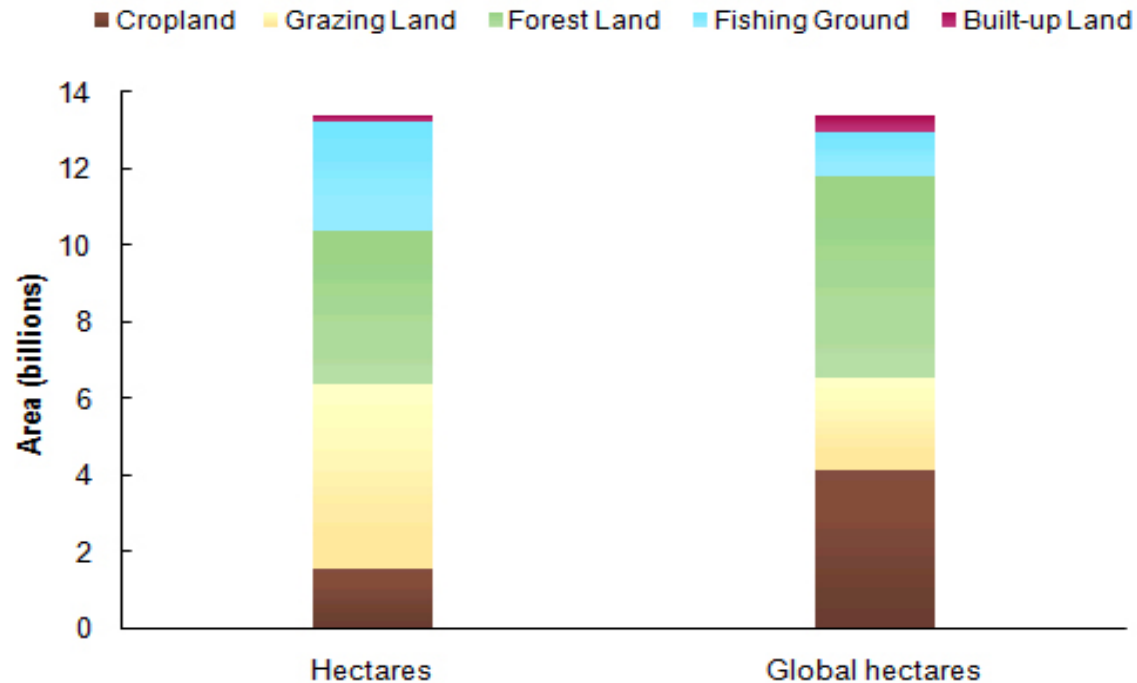 Cropland Grazing Land Forest Land Fishing Ground Built-up Land
14
12
10
8
6
4
2
0
Area (billions)
Hectares Global hectares